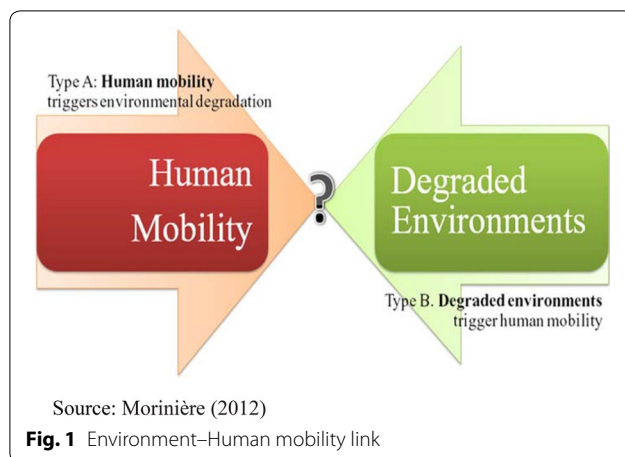 Type A: Human mobility
triggers environmental degradation
Human
Mobility
?
Degraded
Environments
Type B. Degraded environments
trigger human mobility
Source: Morinière (2012)
Fig. 1 Environment–Human mobility link